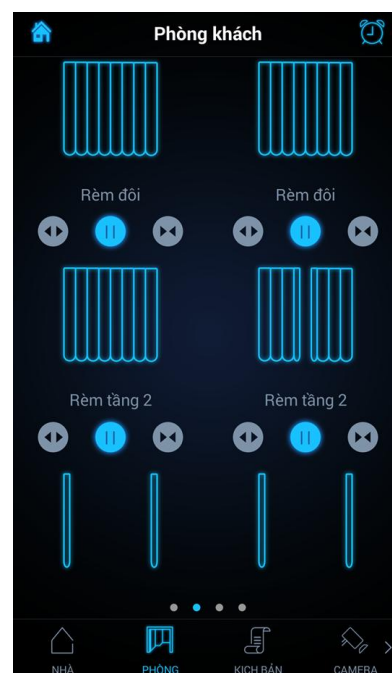 Phòng khách
Rèm đôi
Rèm đôi
Rèm tầng 2
Rèm tầng 2
NHÀ
PHÒNG
KỊCH BẢN
CAMERA